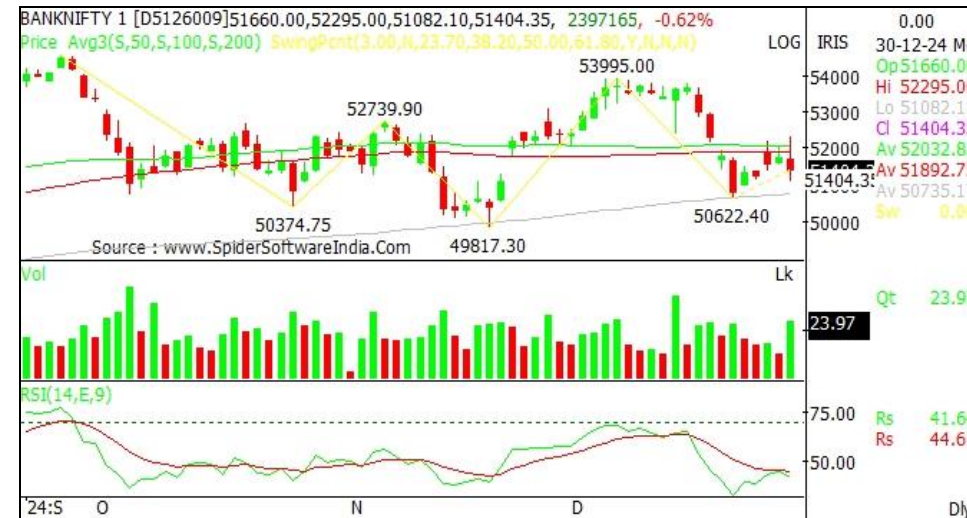 BANKNIFTY 1 [D5126009]51660.00,52295.00,51082.10,51404.35, 2397165, -0.62%
Price Avg3(S,50,S,100,S,200) SwingPcnt(3.00,N,23.70,38.20,50.00,61.80,Y,N,N,N)
LOG
IRIS
0.00
30-12-24 M
Op51660.0
Hi 52295.0
Lo 51082.1
Cl 51404.3
Av 52032.8
Av 51892.7
Av 50735.1
Sw 0.0
54000
53000
52000
51404.35
50000
53995.00
52739.90
50374.75
49817.30
50622.40
Source : www.SpiderSoftwareIndia.Com
Vol
Lk
23.97
Qt 23.9
RSI(14,E,9)
75.00
50.00
Rs 41.6
Rs 44.6
'24:S O N D
Dly